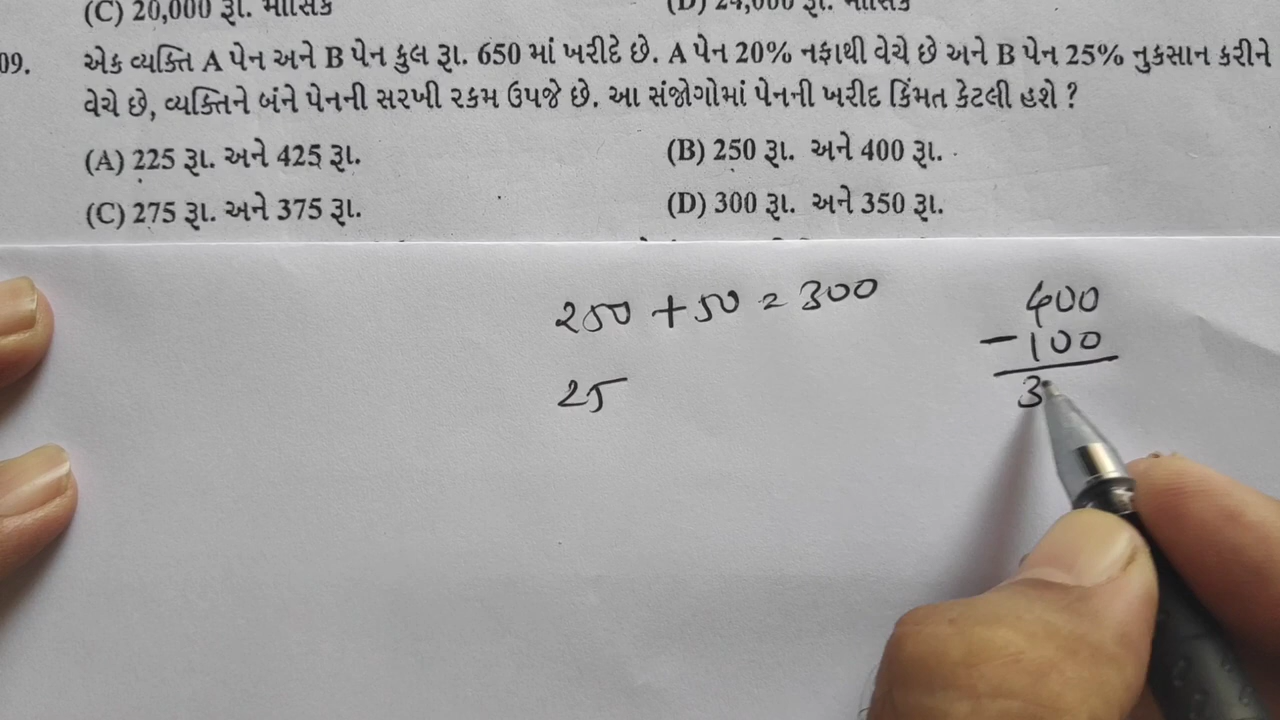 (C) 20,000 રૂા. માસિક (D) 24,000 રૂા. માસિક
09. એક વ્યક્તિ A પેન અને B પેન કુલ રૂા. 650 માં ખરીદે છે. A પેન 20% નફાથી વેચે છે અને B પેન 25% નુકસાન કરીને
વેચે છે, વ્યક્તિને બંને પેનની સરખી રકમ ઉપજે છે. આ સંજોગોમાં પેનની ખરીદ કિંમત કેટલી હશે ?
(A) 225 રૂા. અને 425 રૂા. (B) 250 રૂા. અને 400 રૂા.
(C) 275 રૂા. અને 375 રૂા. (D) 300 રૂા. અને 350 રૂા.
250 + 50 = 300 400
- 100
25 3